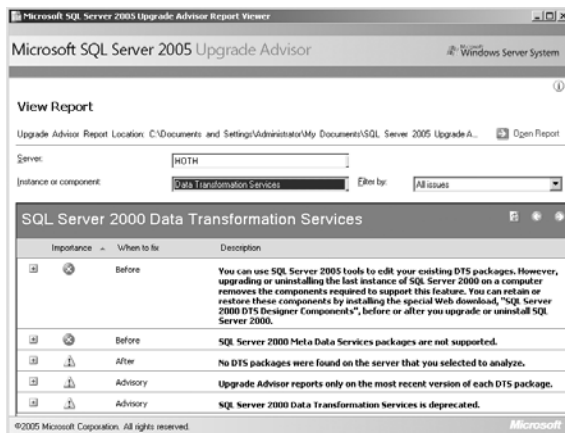 Microsoft SQL Server 2005 Upgrade Advisor Report Viewer
Microsoft SQL Server 2005 Upgrade Advisor
Microsoft Windows Server System
View Report
Upgrade Advisor Report Location: C:\Documents and Settings\Administrator\My Documents\SQL Server 2005 Upgrade A...
Open Report
Server:
HOTH
Instance or component:
Data Transformation Services
Filter by:
All issues
SQL Server 2000 Data Transformation Services
Importance When to fix Description
Before You can use SQL Server 2005 tools to edit your existing DTS packages. However,
upgrading or uninstalling the last instance of SQL Server 2000 on a computer
removes the components required to support this feature. You can retain or
restore these components by installing the special Web download, "SQL Server
2000 DTS Designer Components", before or after you upgrade or uninstall SQL
Server 2000.
Before SQL Server 2000 Meta Data Services packages are not supported.
After No DTS packages were found on the server that you selected to analyze.
Advisory Upgrade Advisor reports only on the most recent version of each DTS package.
Advisory SQL Server 2000 Data Transformation Services is deprecated.
©2005 Microsoft Corporation. All rights reserved.
Microsoft